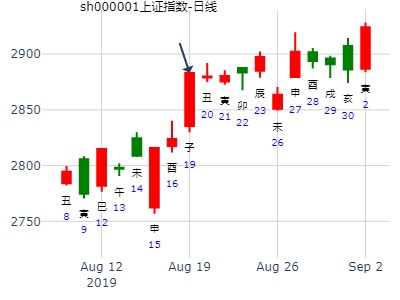 sh000001上证指数-日线
2900
2850
2800
2750
丑
8
寅
9
巳
12
午
13
未
14
申
15
酉
16
子
19
丑
20
寅
21
卯
22
辰
23
未
26
申
27
酉
28
戌
29
亥
30
寅
2
Aug 12
2019
Aug 19
Aug 26
Sep 2